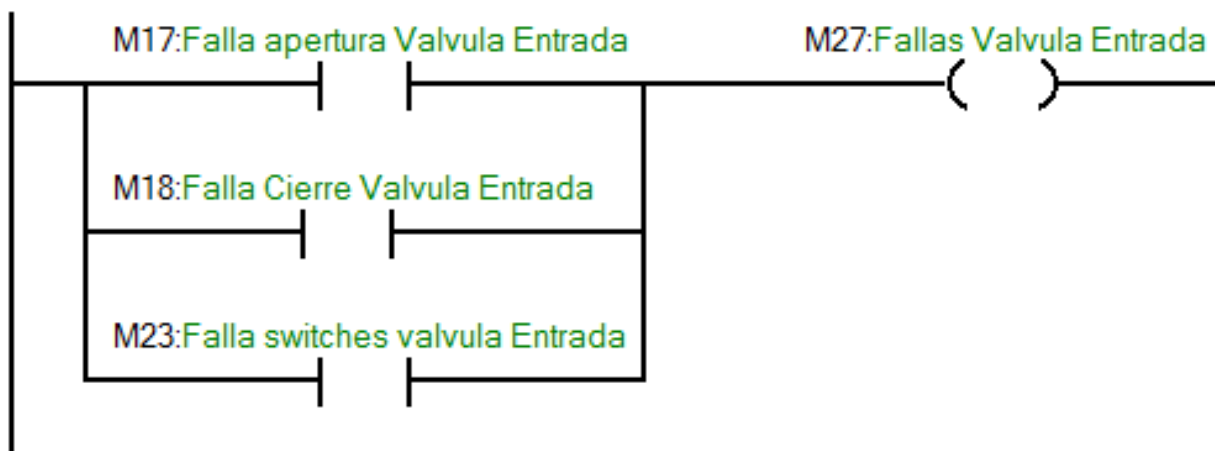 M17:Falla apertura Valvula Entrada
M27:Fallas Valvula Entrada
M18:Falla Cierre Valvula Entrada
M23:Falla switches valvula Entrada